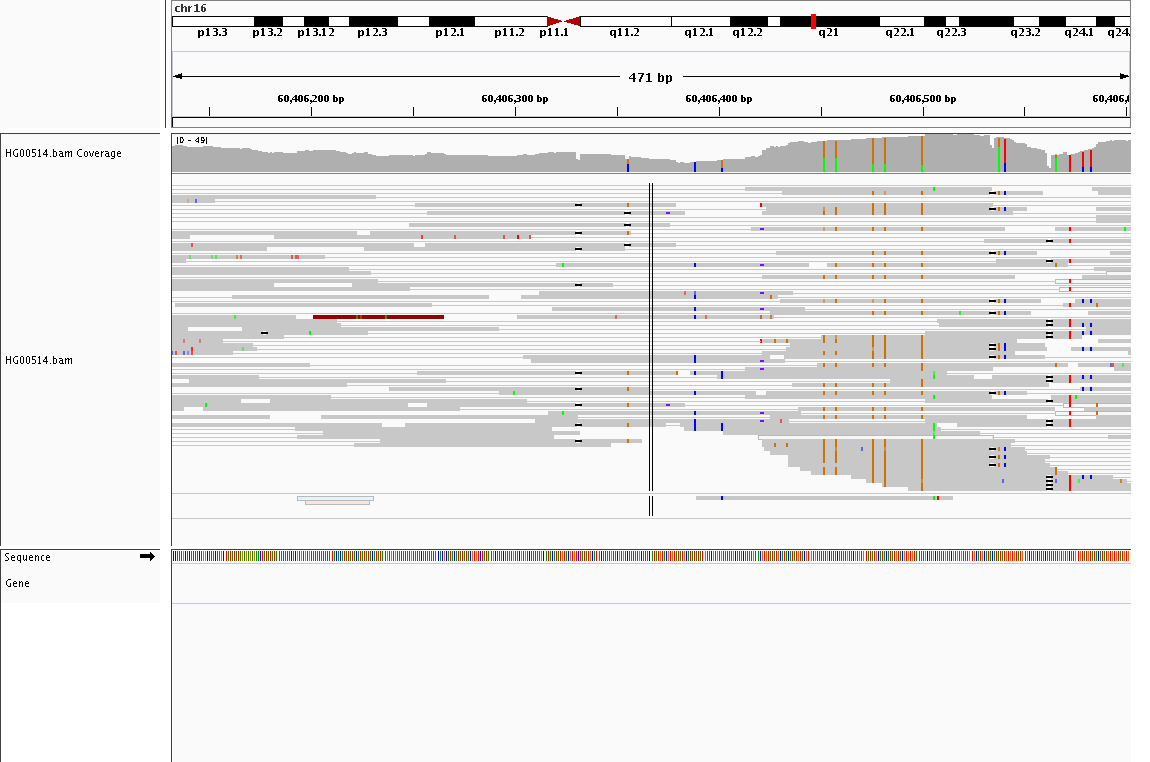 chr16
p13.3 p13.2 p13.12 p12.3 p12.1 p11.2 p11.1 q11.2 q12.1 q12.2 q21 q22.1 q22.3 q23.2 q24.1 q24.
471 bp
60,406,200 bp 60,406,300 bp 60,406,400 bp 60,406,500 bp 60,406,
HG00514.bam Coverage
[0 - 49]
HG00514.bam
Sequence
Gene